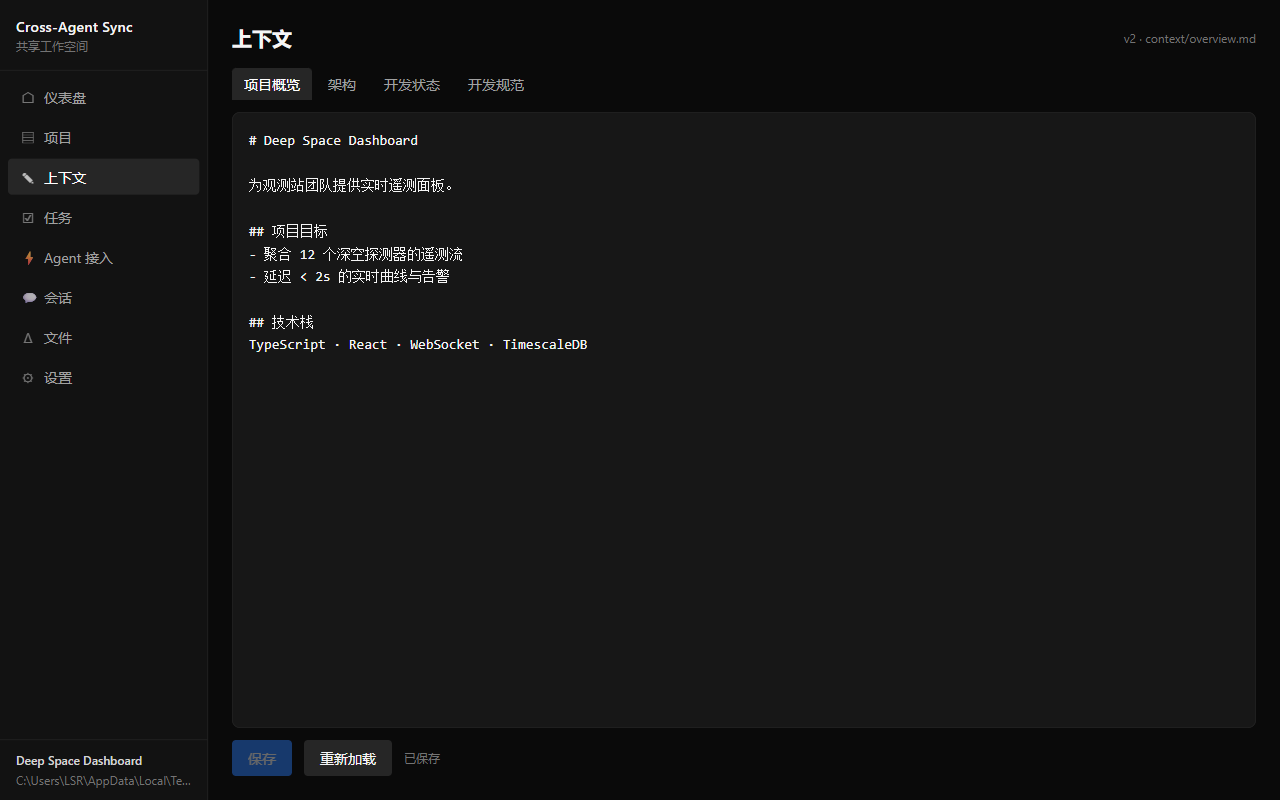 Cross-Agent Sync
共享工作空间
仪表盘
项目
上下文
任务
Agent 接入
会话
文件
设置
Deep Space Dashboard
C:\Users\LSR\AppData\Local\Te...
上下文
v2 · context/overview.md
项目概览 架构 开发状态 开发规范
# Deep Space Dashboard
为观测站团队提供实时遥测面板。
## 项目目标
- 聚合 12 个深空探测器的遥测流
- 延迟 < 2s 的实时曲线与告警
## 技术栈
TypeScript · React · WebSocket · TimescaleDB
保存 重新加载 已保存